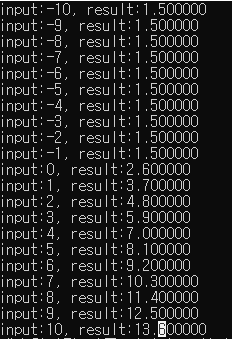 input:-10, result:1.500000
input:-9, result:1.500000
input:-8, result:1.500000
input:-7, result:1.500000
input:-6, result:1.500000
input:-5, result:1.500000
input:-4, result:1.500000
input:-3, result:1.500000
input:-2, result:1.500000
input:-1, result:1.500000
input:0, result:2.600000
input:1, result:3.700000
input:2, result:4.800000
input:3, result:5.900000
input:4, result:7.000000
input:5, result:8.100000
input:6, result:9.200000
input:7, result:10.300000
input:8, result:11.400000
input:9, result:12.500000
input:10, result:13.600000